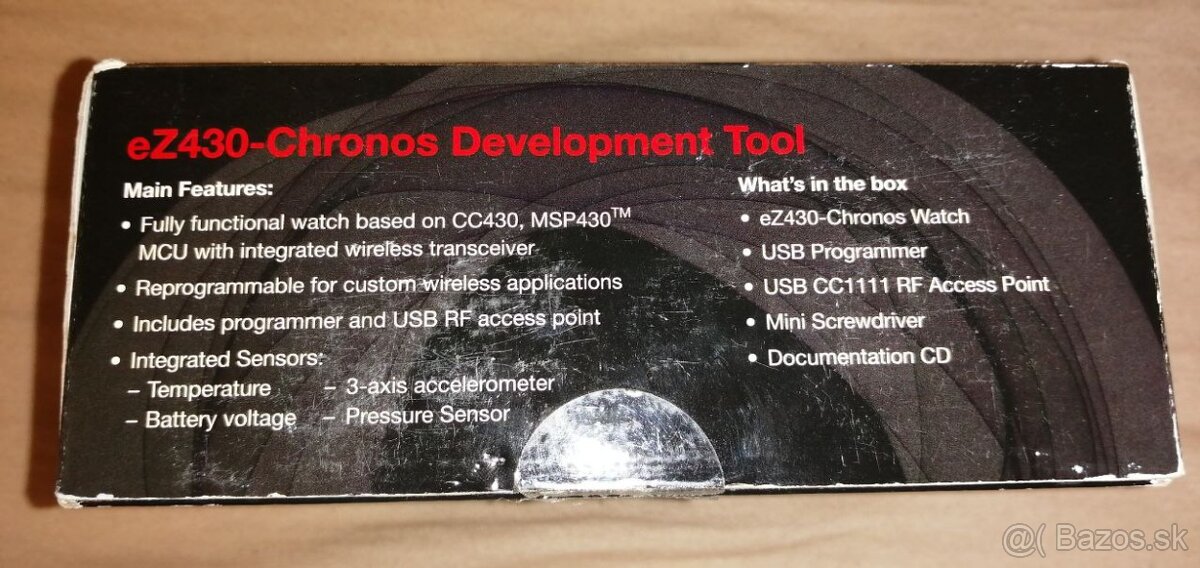 eZ430-Chronos Development Tool
Main Features:
• Fully functional watch based on CC430, MSP430™
MCU with integrated wireless transceiver
• Reprogrammable for custom wireless applications
• Includes programmer and USB RF access point
• Integrated Sensors:
– Temperature – 3-axis accelerometer
– Battery voltage – Pressure Sensor
What's in the box
• eZ430-Chronos Watch
• USB Programmer
• USB CC1111 RF Access Point
• Mini Screwdriver
• Documentation CD
@( Bazos.sk